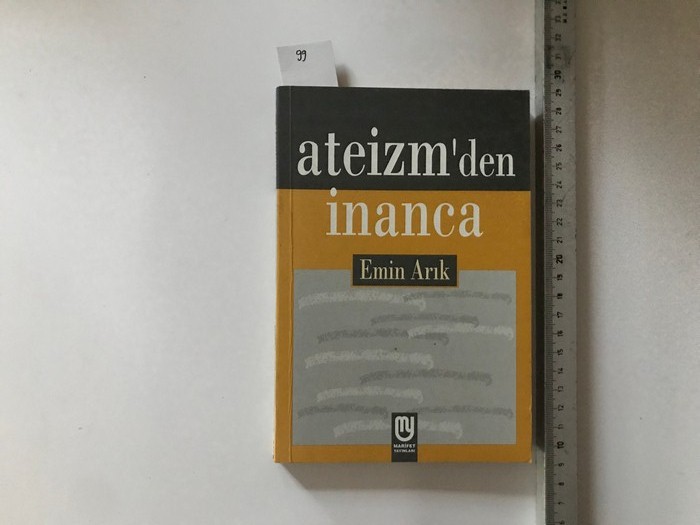 99
ateizm'den
inanca
Emin Arık
MARİFET
YAYINLARI